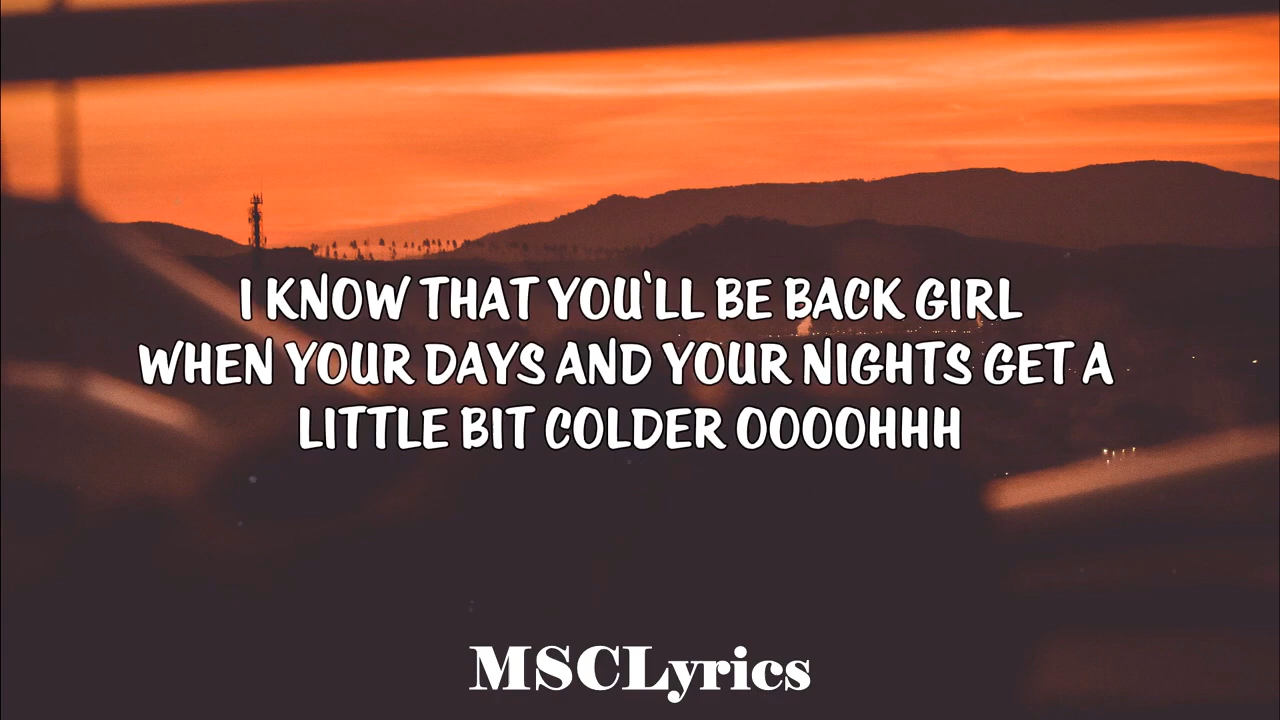 I KNOW THAT YOU'LL BE BACK GIRL
WHEN YOUR DAYS AND YOUR NIGHTS GET A
LITTLE BIT COLDER OOOOHHH
MSCLyrics